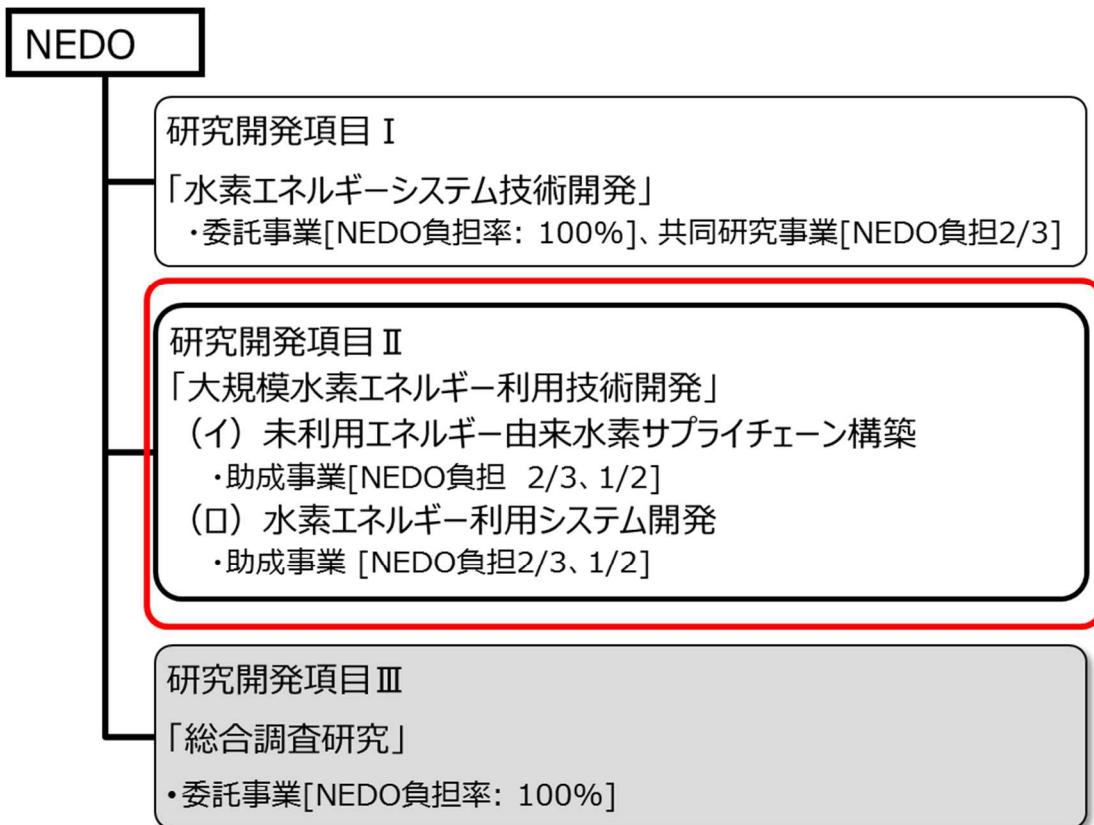 NEDO
研究開発項目Ⅰ
「水素エネルギーシステム技術開発」
・委託事業[NEDO負担率: 100%]、共同研究事業[NEDO負担2/3]
研究開発項目Ⅱ
「大規模水素エネルギー利用技術開発」
（イ）未利用エネルギー由来水素サプライチェーン構築
・助成事業[NEDO負担 2/3、1/2]
（ロ）水素エネルギー利用システム開発
・助成事業 [NEDO負担2/3、1/2]
研究開発項目Ⅲ
「総合調査研究」
・委託事業[NEDO負担率: 100%]